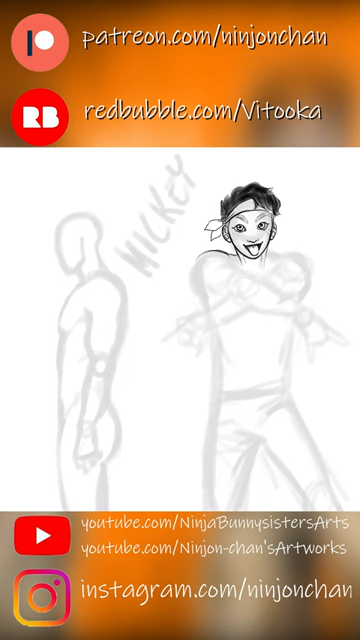 patreon.com/ninjonchan
RB
redbubble.com/Vitooka
MICKEY
youtube.com/NinjaBunnysistersArts
youtube.com/Ninjon-chan'sArtworks
instagram.com/ninjonchan